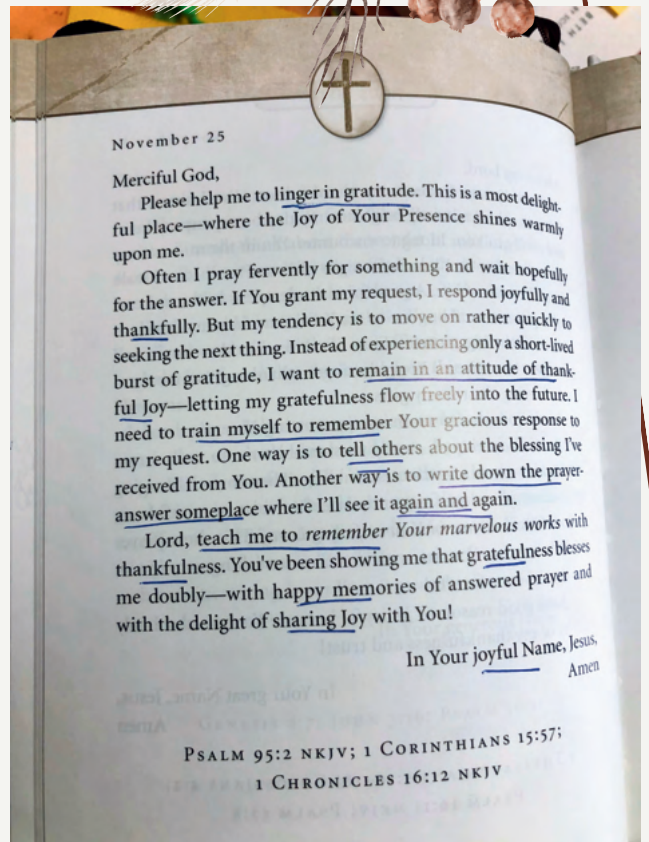 November 25
Merciful God,
Please help me to linger in gratitude. This is a most delight-
ful place—where the Joy of Your Presence shines warmly
upon me.
Often I pray fervently for something and wait hopefully
for the answer. If You grant my request, I respond joyfully and
thankfully. But my tendency is to move on rather quickly to
seeking the next thing. Instead of experiencing only a short-lived
burst of gratitude, I want to remain in an attitude of thank-
ful Joy—letting my gratefulness flow freely into the future. I
need to train myself to remember Your gracious response to
my request. One way is to tell others about the blessing I've
received from You. Another way is to write down the prayer-
answer someplace where I'll see it again and again.
Lord, teach me to remember Your marvelous works with
thankfulness. You've been showing me that gratefulness blesses
me doubly—with happy memories of answered prayer and
with the delight of sharing Joy with You!
In Your joyful Name, Jesus,
Amen
PSALM 95:2 NKJV; 1 CORINTHIANS 15:57;
1 CHRONICLES 16:12 NKJV